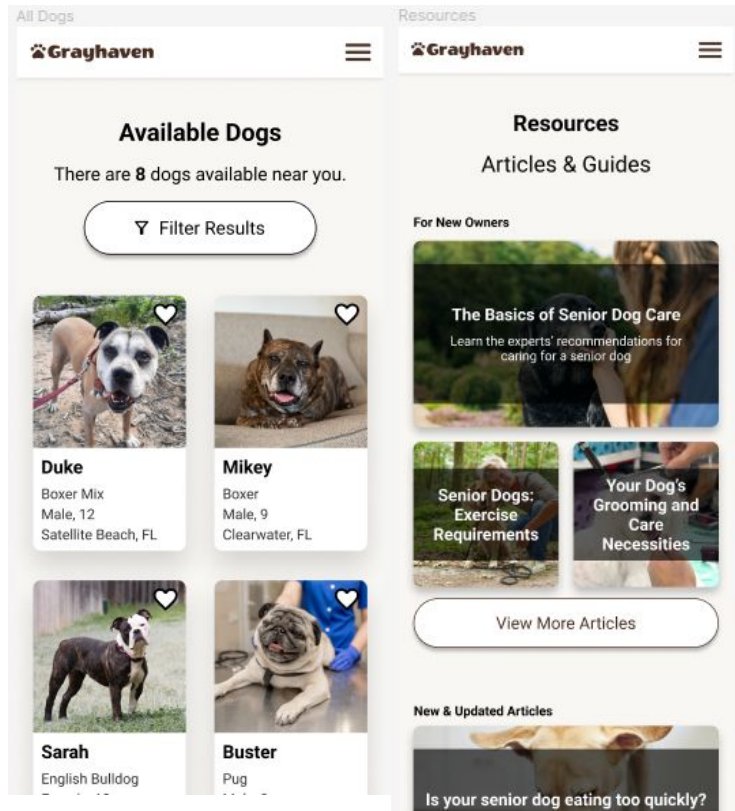 All Dogs
Grayhaven
Available Dogs
There are 8 dogs available near you.
Filter Results
Duke
Boxer Mix
Male, 12
Satellite Beach, FL
Mikey
Boxer
Male, 9
Clearwater, FL
Sarah
English Bulldog
Buster
Pug
Resources
Grayhaven
Resources
Articles & Guides
For New Owners
The Basics of Senior Dog Care
Learn the experts' recommendations for
caring for a senior dog
Senior Dogs:
Exercise
Requirements
Your Dog's
Grooming and
Care
Necessities
View More Articles
New & Updated Articles
Is your senior dog eating too quickly?